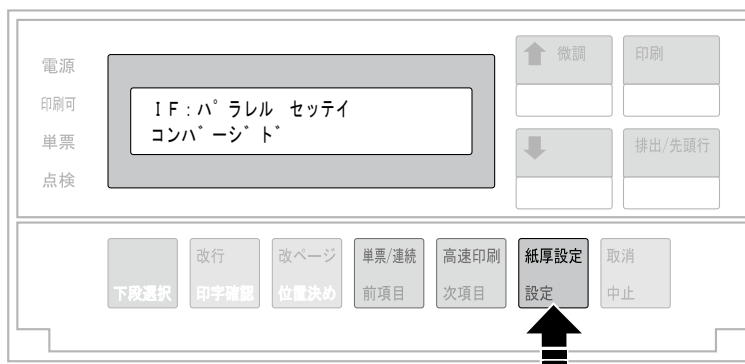 電源
印刷可
単票
点検
IF:パラレル セッテイ
コンバージド
微調
印刷
排出/先頭行
改行
改ページ
単票/連続
高速印刷
紙厚設定
取消
下段選択
印字確認
位置決め
前項目
次項目
設定
中止